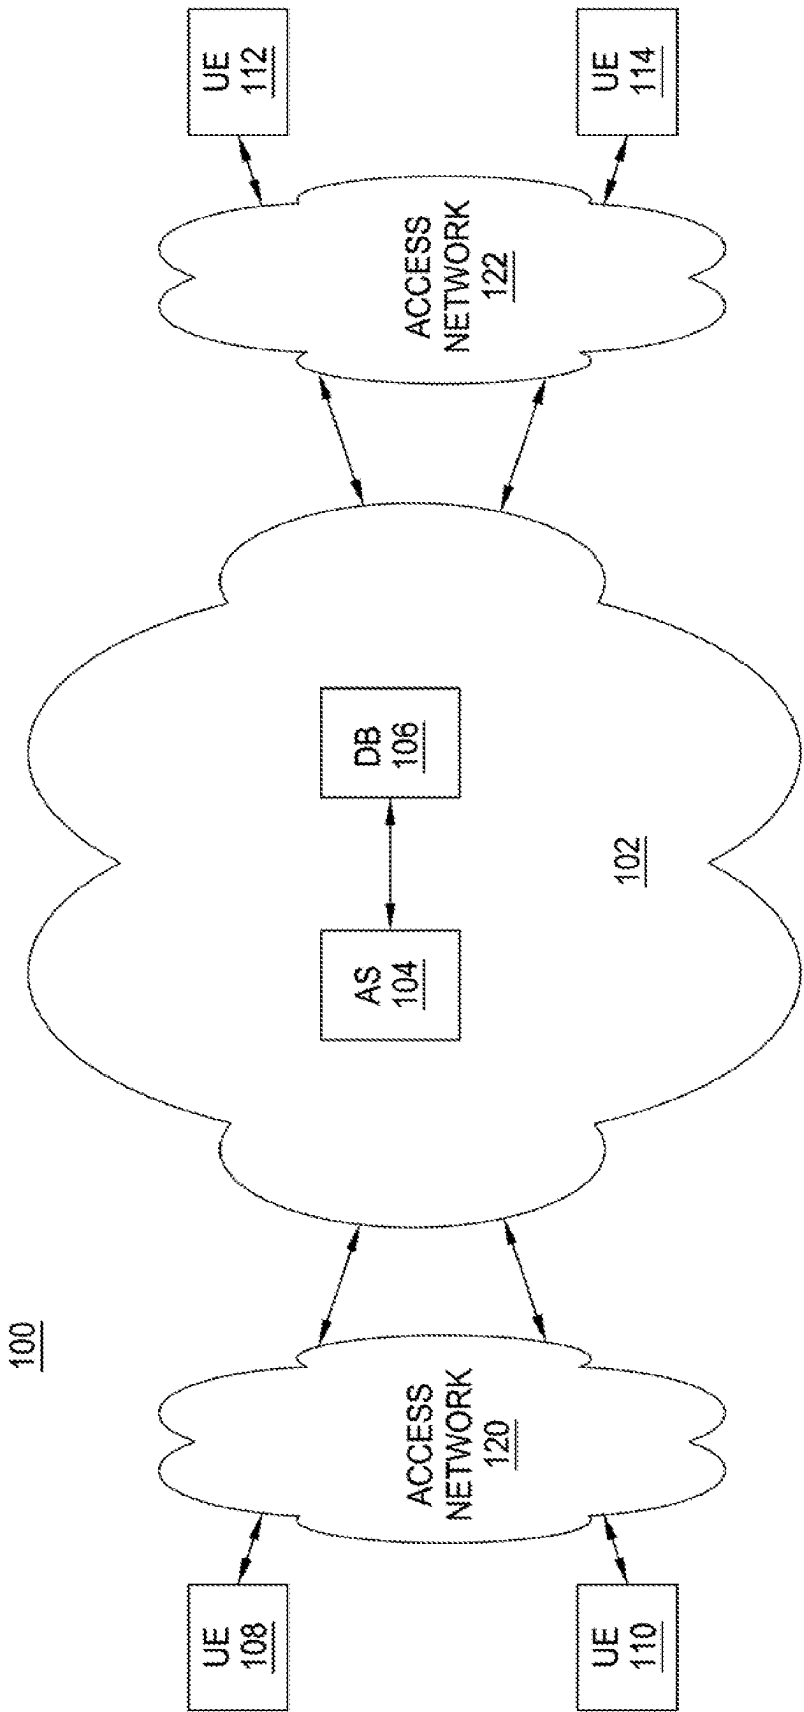 100
UE
108
UE
110
ACCESS
NETWORK
120
AS
104
DB
106
102
ACCESS
NETWORK
122
UE
112
UE
114